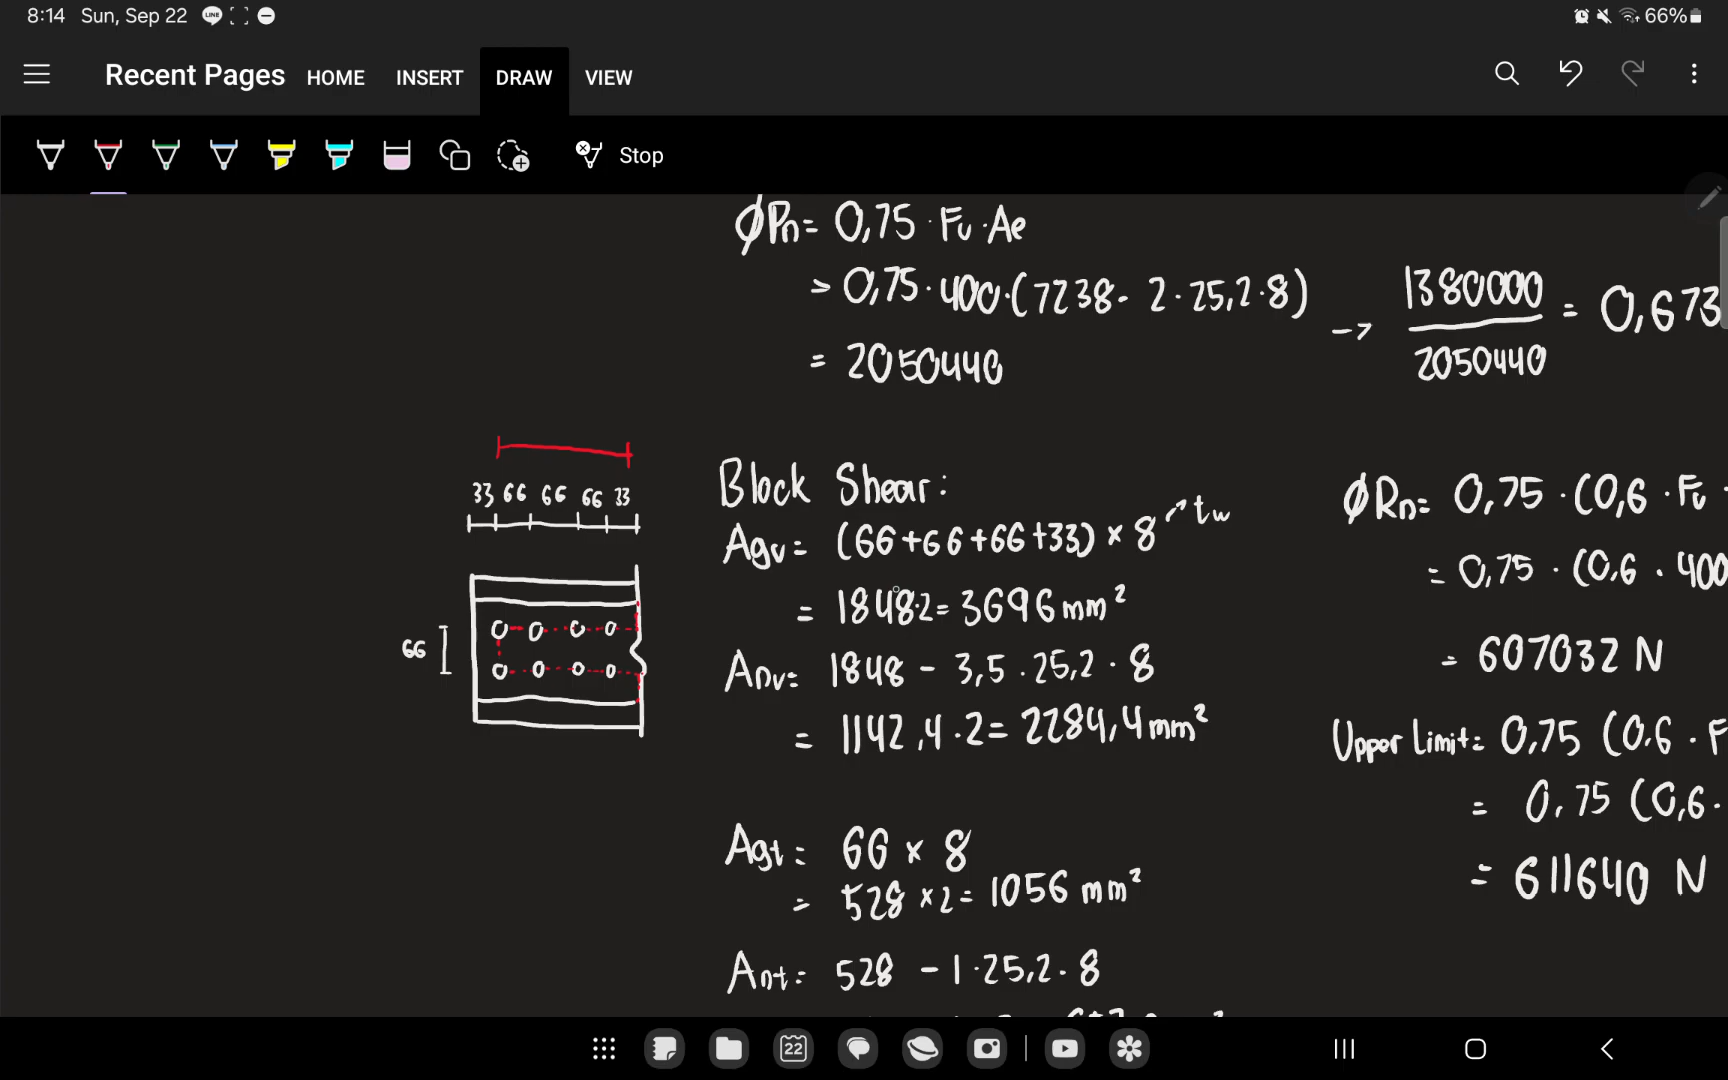 8:14 Sun, Sep 22 LINE 66%
Recent Pages HOME INSERT DRAW VIEW
Stop
ϕPn= 0,75 · Fu · Ae
= 0,75 · 400 · (7238 - 2 · 25,2 · 8)
= 2050440
→ 1380000
2050440
= 0,673
33 66 66 66 33
66
Block Shear:
Agv= (66+66+66+33) × 8 ↗ tw
= 1848·2= 3696 mm²
Anv= 1848 - 3,5 · 25,2 · 8
= 1142,4 · 2= 2284,4 mm²
Agt= 66 × 8
= 528 ×2= 1056 mm²
Ant= 528 - 1 · 25,2 · 8
ϕRn= 0,75 · (0,6 · Fu ·
= 0,75 · (0.6 · 400
= 607032 N
Upper Limit= 0,75 (0.6 · F
= 0,75 (0,6 ·
= 611640 N
22